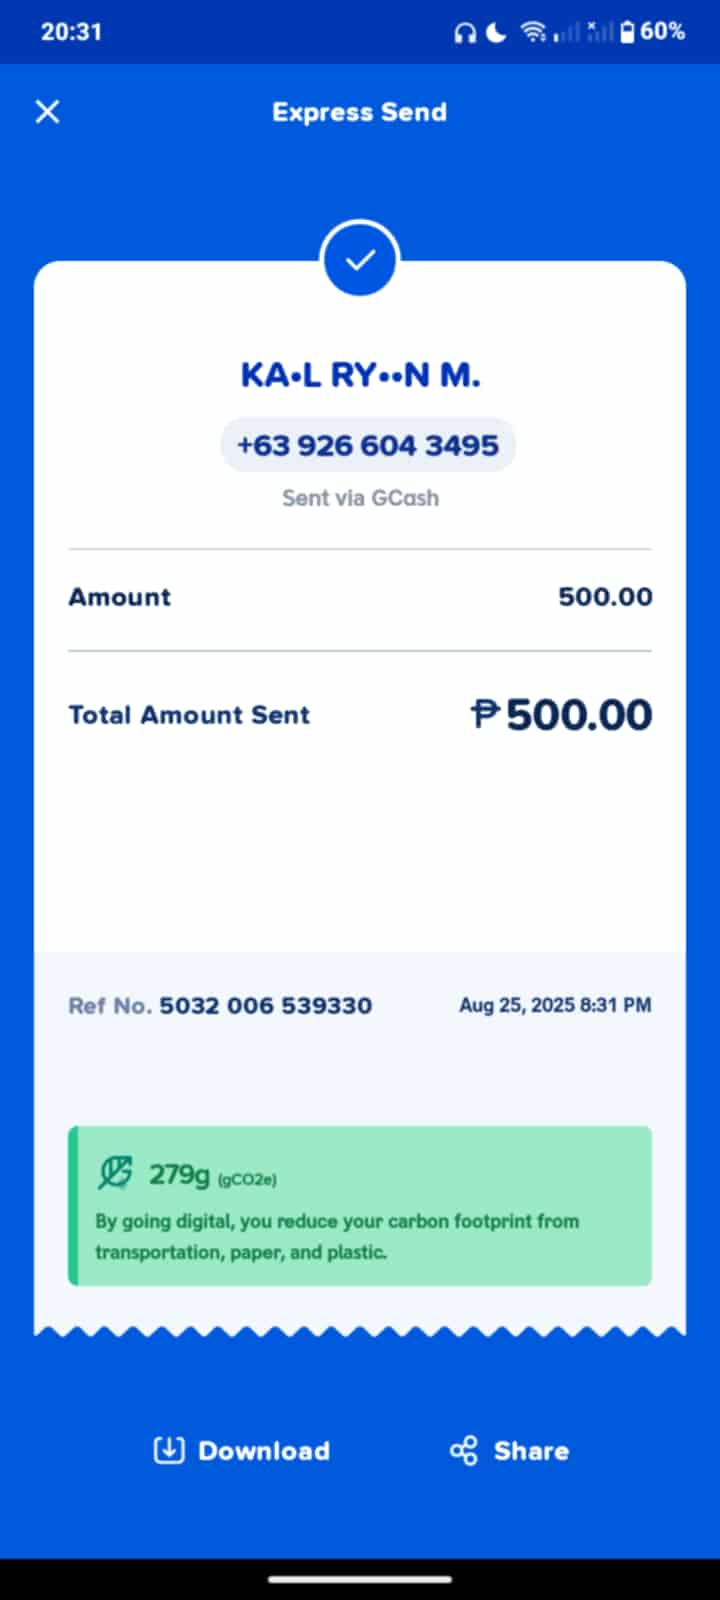 20:31
60%
Express Send
KA•L RY••N M.
+63 926 604 3495
Sent via GCash
Amount 500.00
Total Amount Sent ₱500.00
Ref No. 5032 006 539330 Aug 25, 2025 8:31 PM
279g (gCO2e)
By going digital, you reduce your carbon footprint from
transportation, paper, and plastic.
Download Share